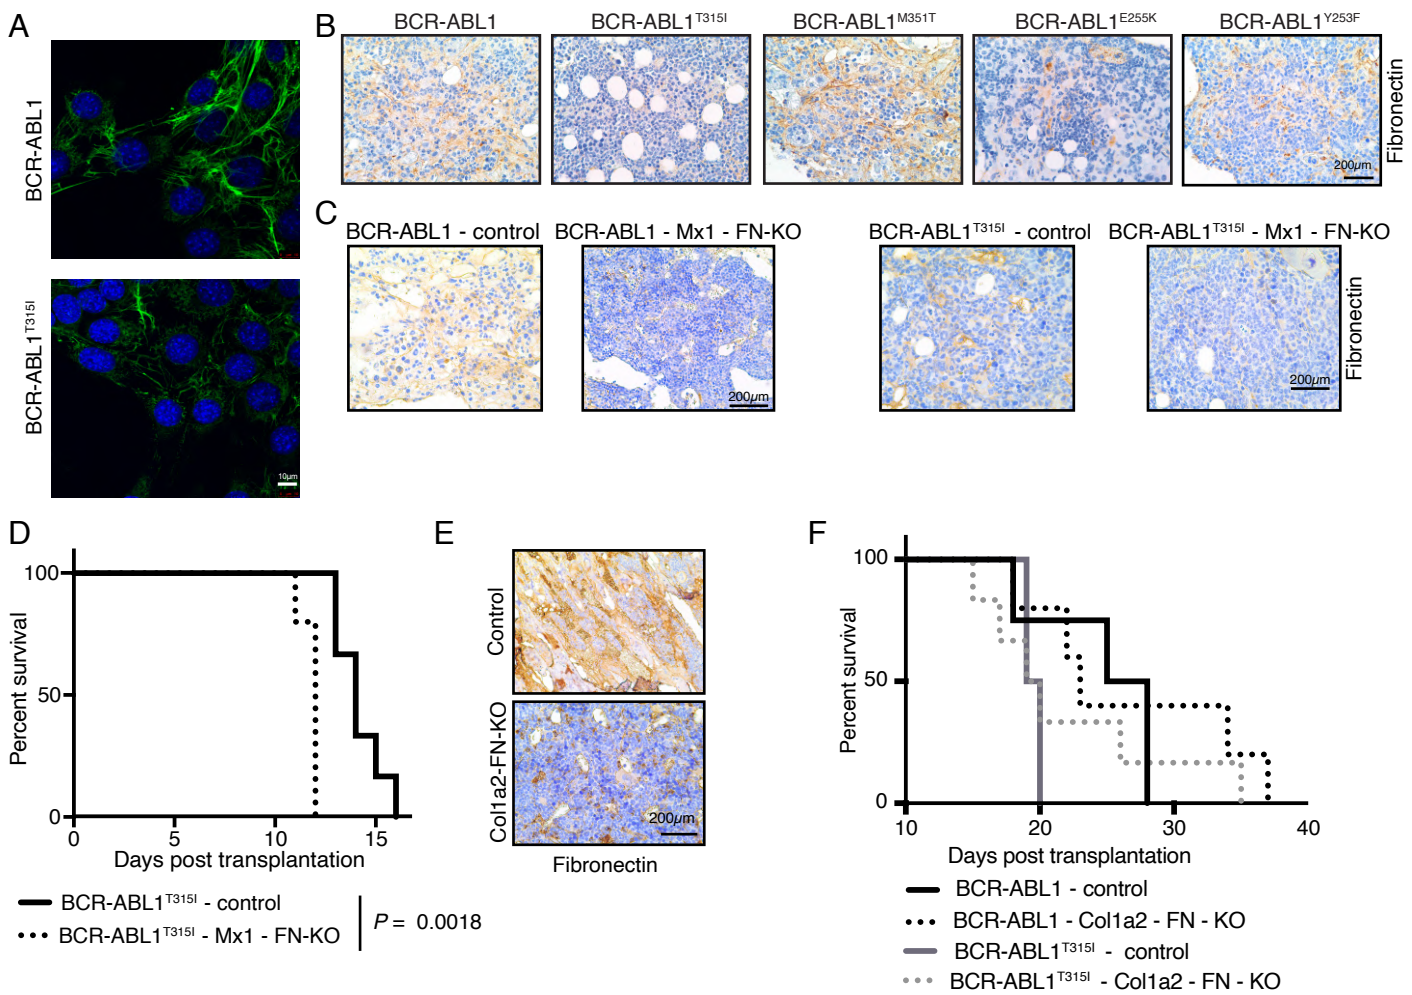 A
BCR-ABL1
BCR-ABL1T315I
10µm
B
BCR-ABL1
BCR-ABL1T315I
BCR-ABL1M351T
BCR-ABL1E255K
BCR-ABL1Y253F
200µm
Fibronectin
C
BCR-ABL1 - control
BCR-ABL1 - Mx1 - FN-KO
BCR-ABL1T315I - control
BCR-ABL1T315I - Mx1 - FN-KO
200µm
200µm
Fibronectin
D
Percent survival
100
50
0
0 5 10 15
Days post transplantation
BCR-ABL1T315I - control
BCR-ABL1T315I - Mx1 - FN-KO
P = 0.0018
E
Control
Col1a2-FN-KO
200µm
Fibronectin
F
Percent survival
100
50
0
10 20 30 40
Days post transplantation
BCR-ABL1 - control
BCR-ABL1 - Col1a2 - FN - KO
BCR-ABL1T315I - control
BCR-ABL1T315I - Col1a2 - FN - KO